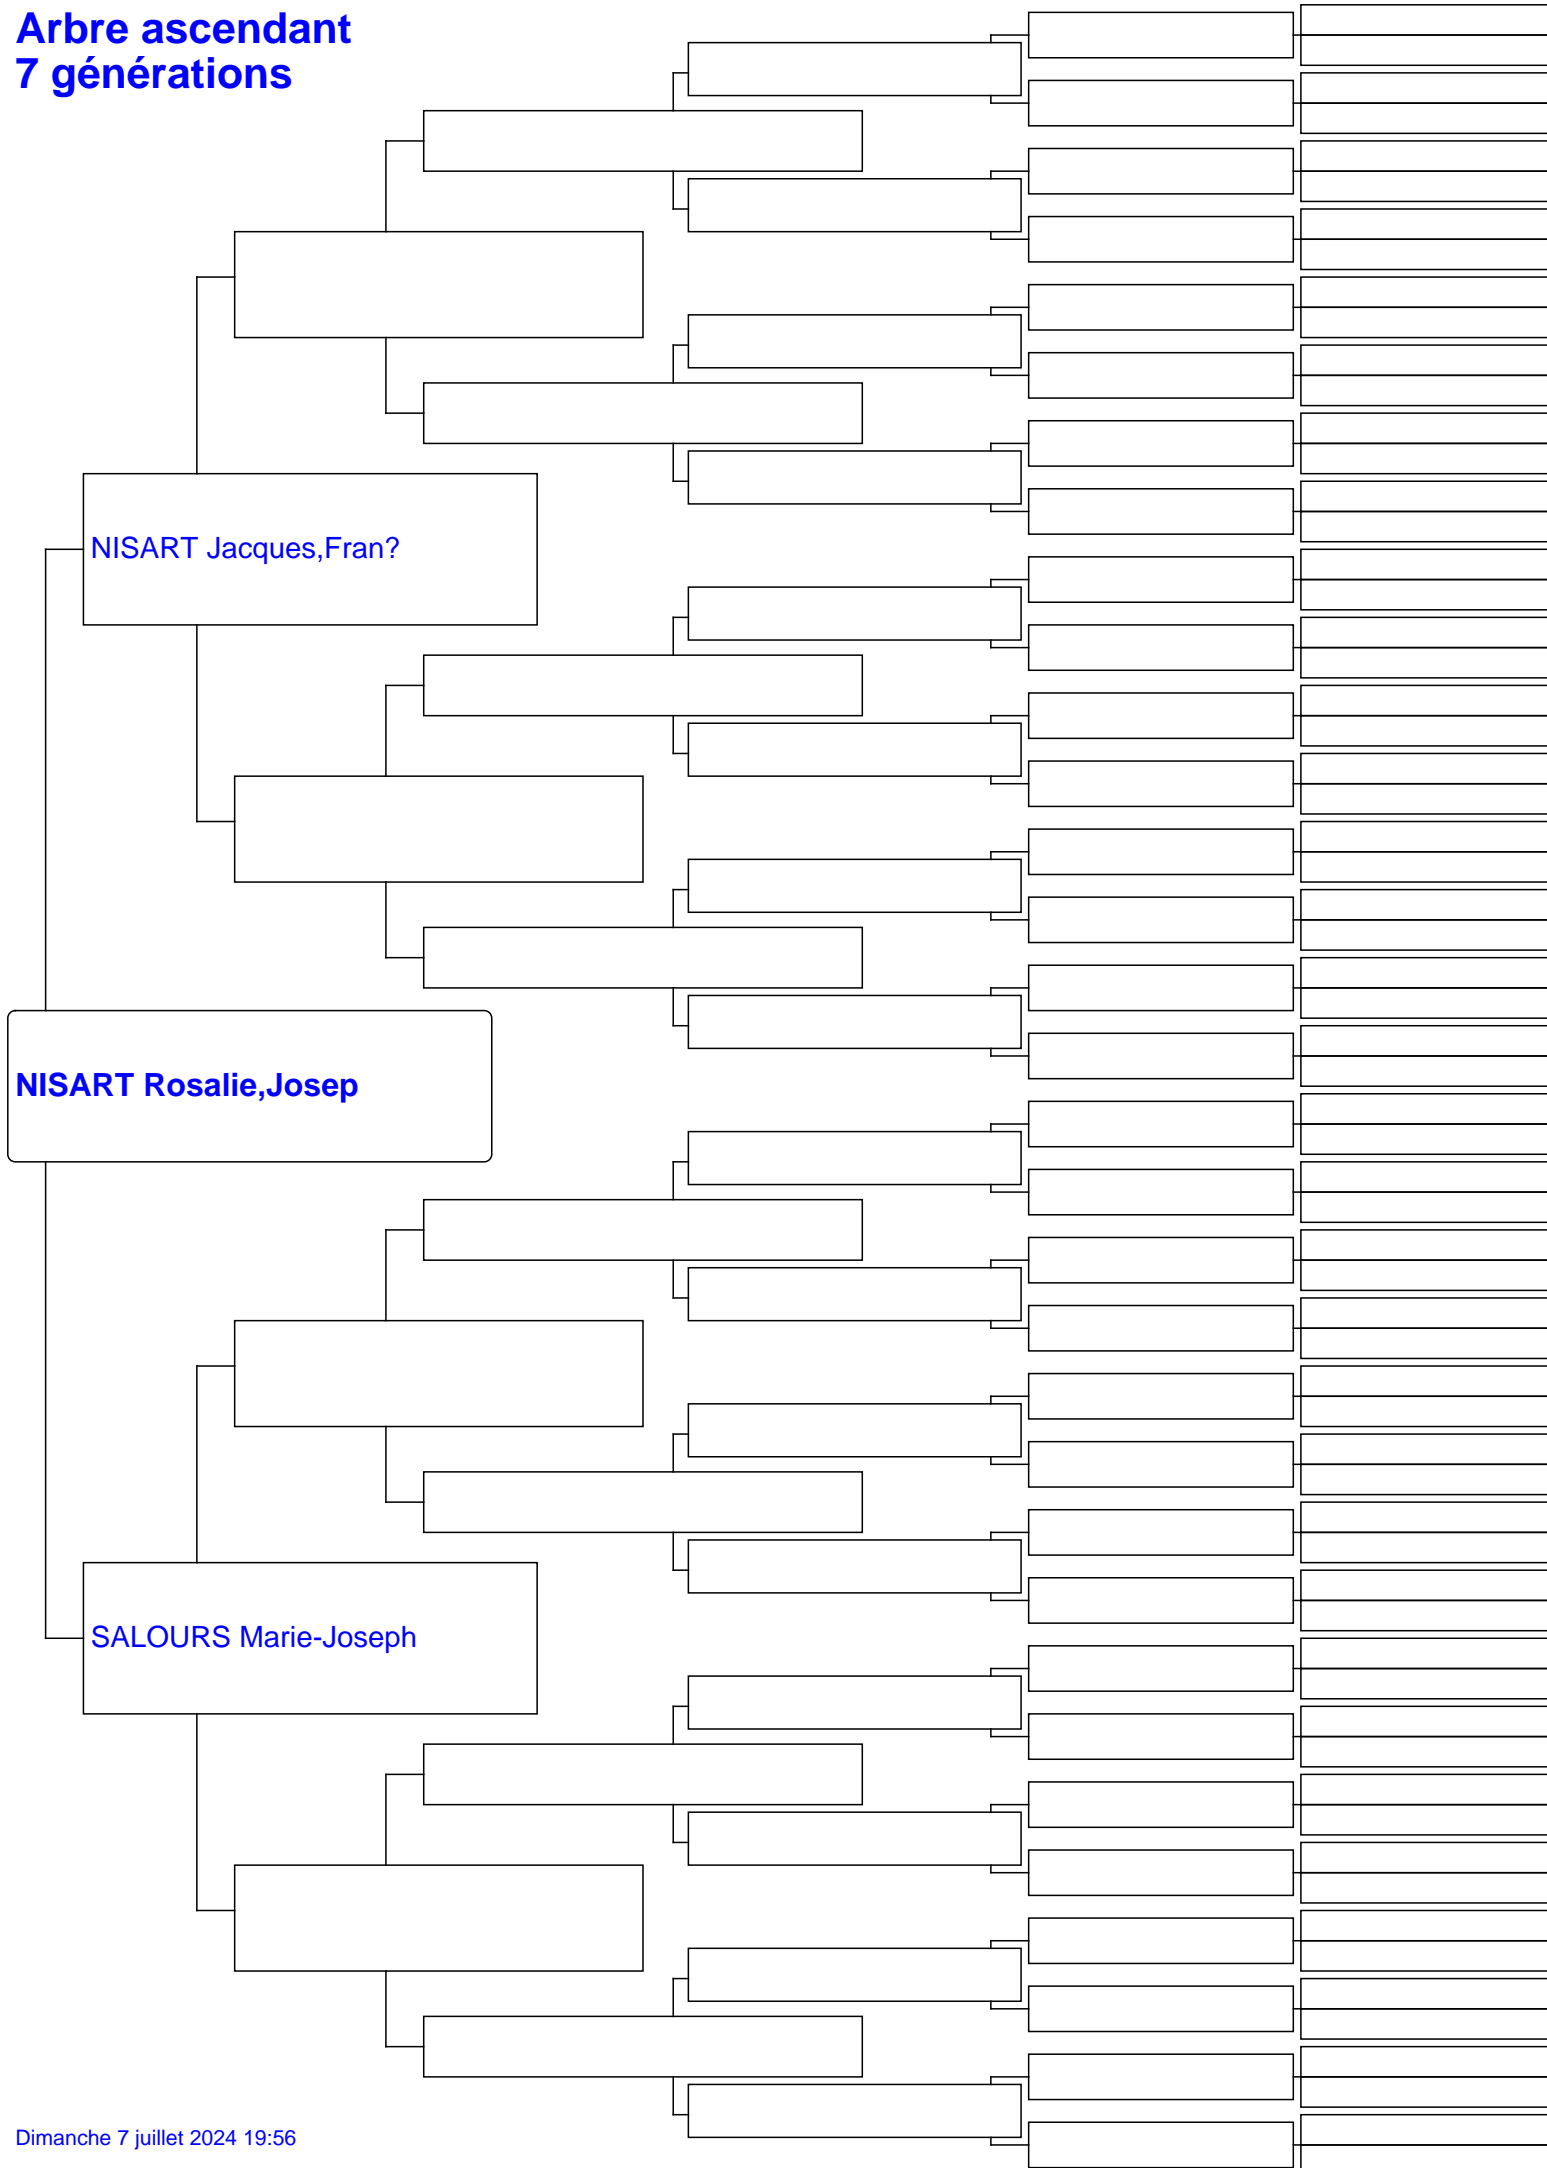 Arbre ascendant
7 générations
NISART Jacques,Fran?
NISART Rosalie,Josep
SALOURS Marie-Joseph
Dimanche 7 juillet 2024 19:56